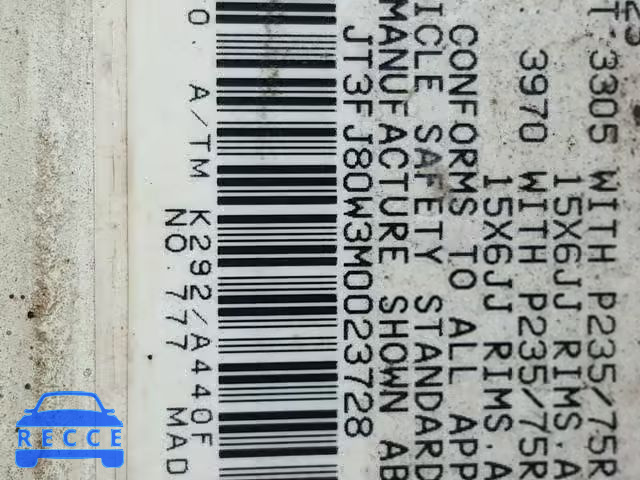 23
T 3305 WITH P235/75R
15X6JJ RIMS.A
3970 WITH P235/75R
15X6JJ RIMS.A
CONFORMS TO ALL APP
ICLE SAFETY STANDARD
MANUFACTURE SHOWN AB
JT3FJ80W3M0023728
O. A/TM K292/A440F
NO.777 MAD
RECCE